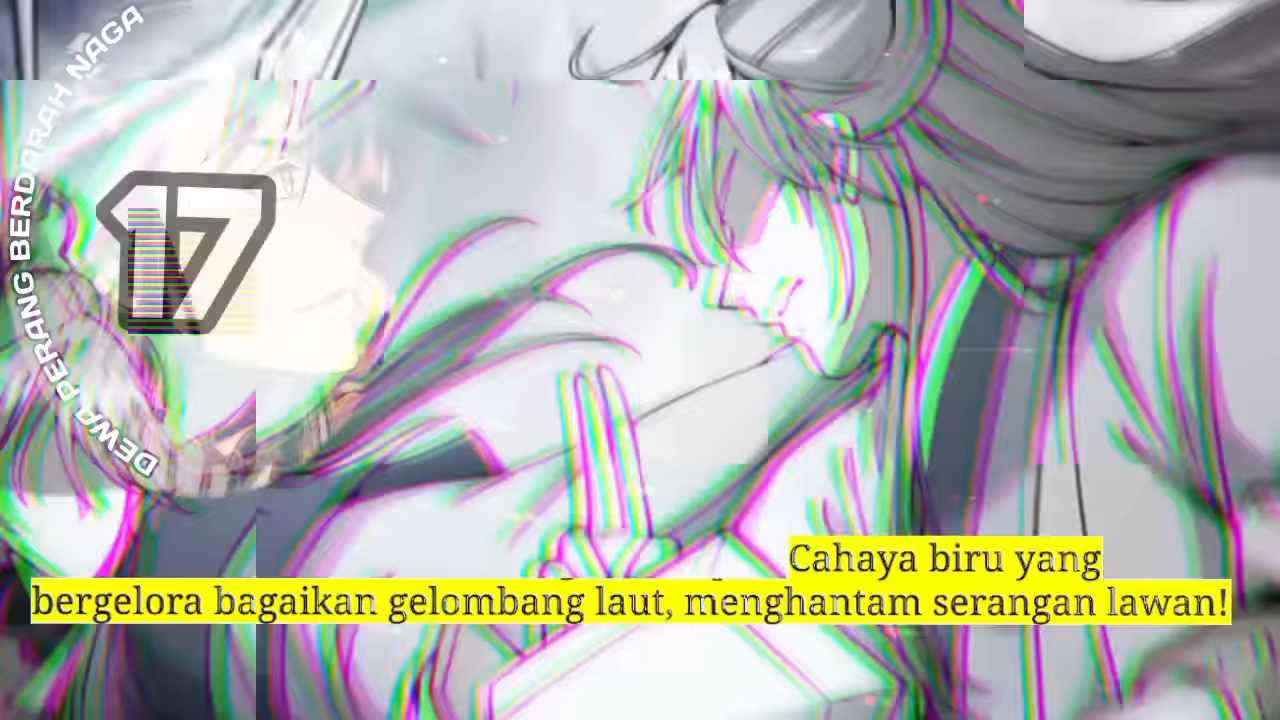 DEWA PERANG BERDARAH NAGA
17
Cahaya biru yang
bergelora bagaikan gelombang laut, menghantam serangan lawan!